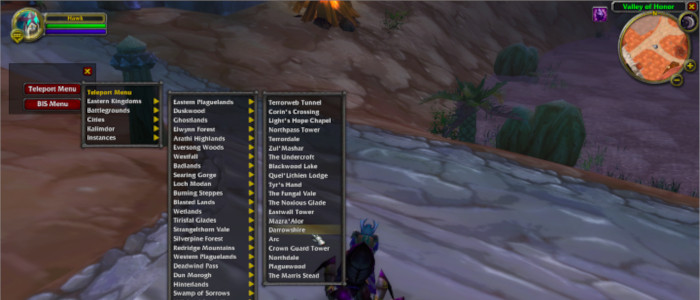 Hawk
Valley of Honor
Teleport Menu
BIS Menu
Teleport Menu
Eastern Kingdoms
Battlegrounds
Cities
Kalimdor
Instances
Eastern Plaguelands
Duskwood
Ghostlands
Elwynn Forest
Arathi Highlands
Eversong Woods
Westfall
Badlands
Searing Gorge
Loch Modan
Burning Steppes
Blasted Lands
Wetlands
Tirisfal Glades
Stranglethorn Vale
Silverpine Forest
Redridge Mountains
Western Plaguelands
Deadwind Pass
Dun Morogh
Hinterlands
Swamp of Sorrows
Terrorweb Tunnel
Corin's Crossing
Light's Hope Chapel
Northpass Tower
Terrordale
Zul'Mashar
The Undercroft
Blackwood Lake
Quel'Lithien Lodge
Tyr's Hand
The Fungal Vale
The Noxious Glade
Eastwall Tower
Mazra'Alor
Darrowshire
Arc
Crown Guard Tower
Northdale
Plaguewood
The Marris Stead